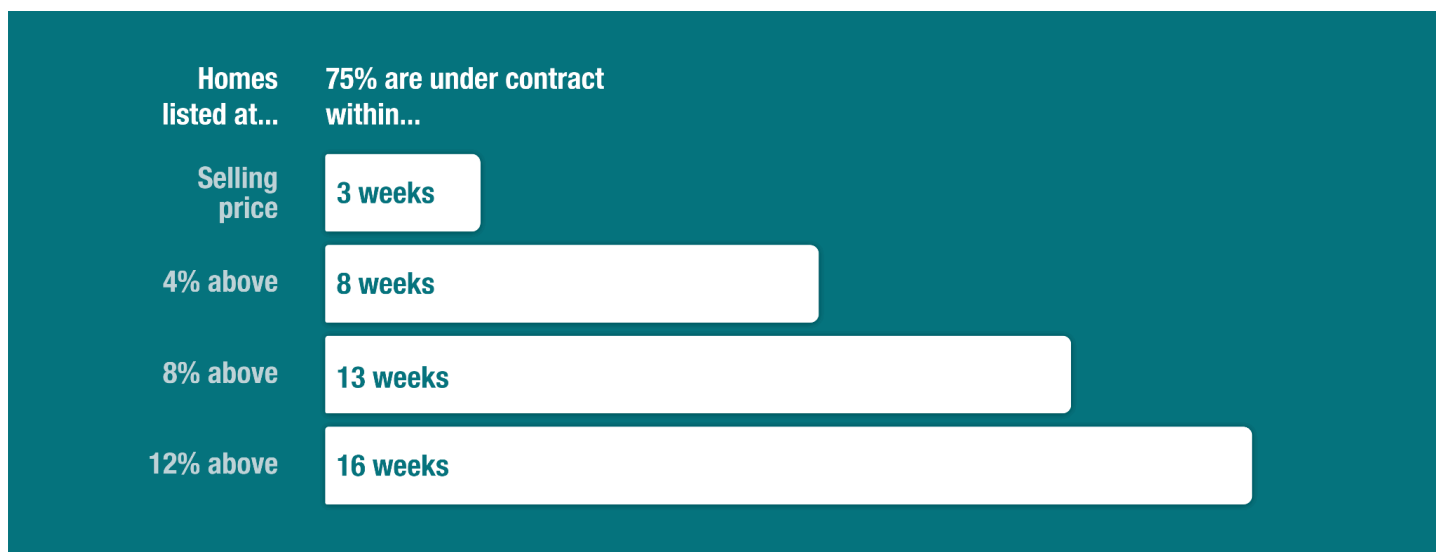 Homes
listed at...
75% are under contract
within...
Selling
price
3 weeks
4% above
8 weeks
8% above
13 weeks
12% above
16 weeks